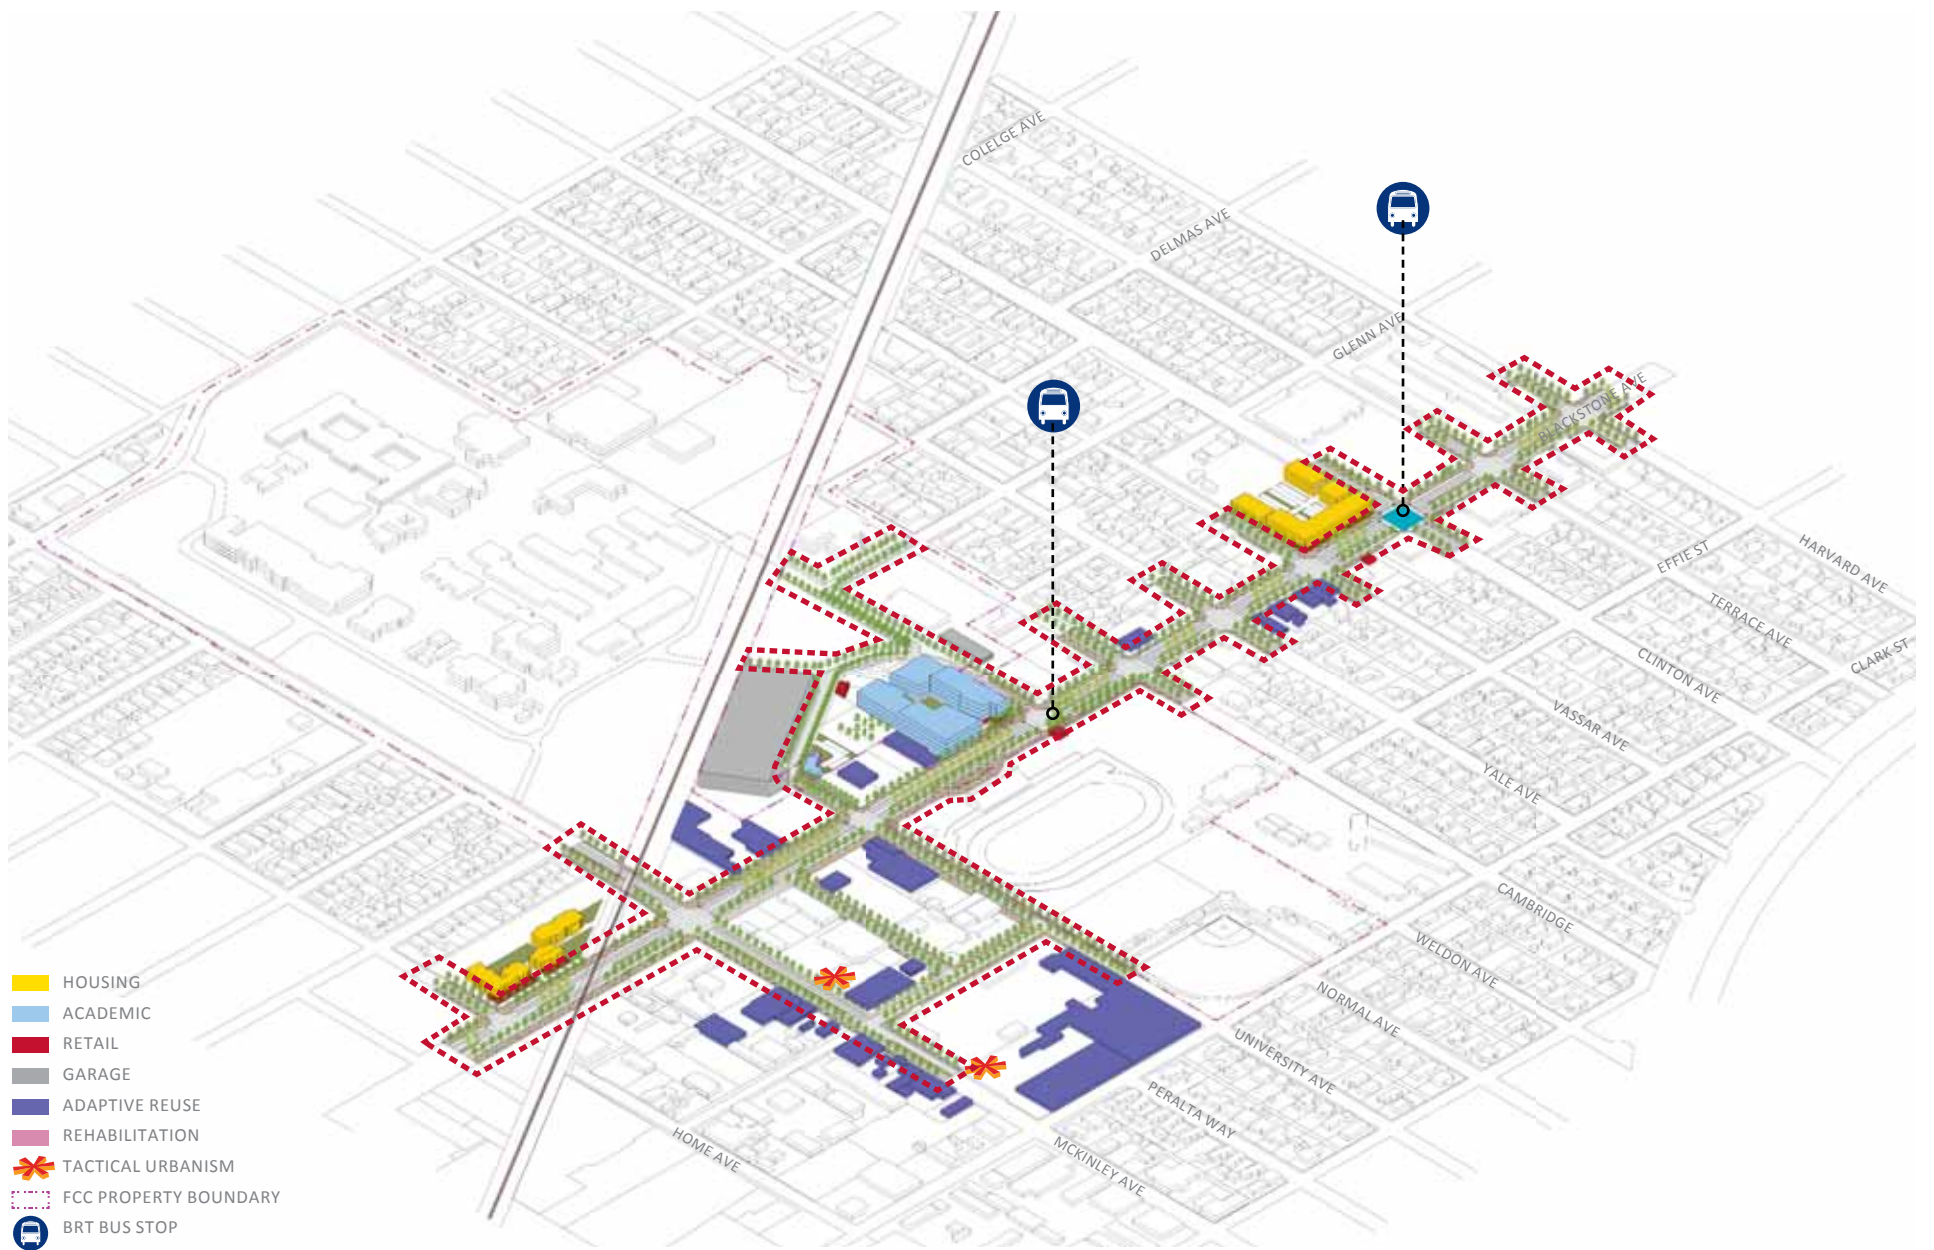 COLELGE AVE
DELMAS AVE
GLENN AVE
BLACKSTONE AVE
HARVARD AVE
EFFIE ST
TERRACE AVE
CLARK ST
CLINTON AVE
VASSAR AVE
YALE AVE
CAMBRIDGE
WELDON AVE
NORMAL AVE
UNIVERSITY AVE
PERALTA WAY
MCKINLEY AVE
HOME AVE
HOUSING
ACADEMIC
RETAIL
GARAGE
ADAPTIVE REUSE
REHABILITATION
TACTICAL URBANISM
FCC PROPERTY BOUNDARY
BRT BUS STOP